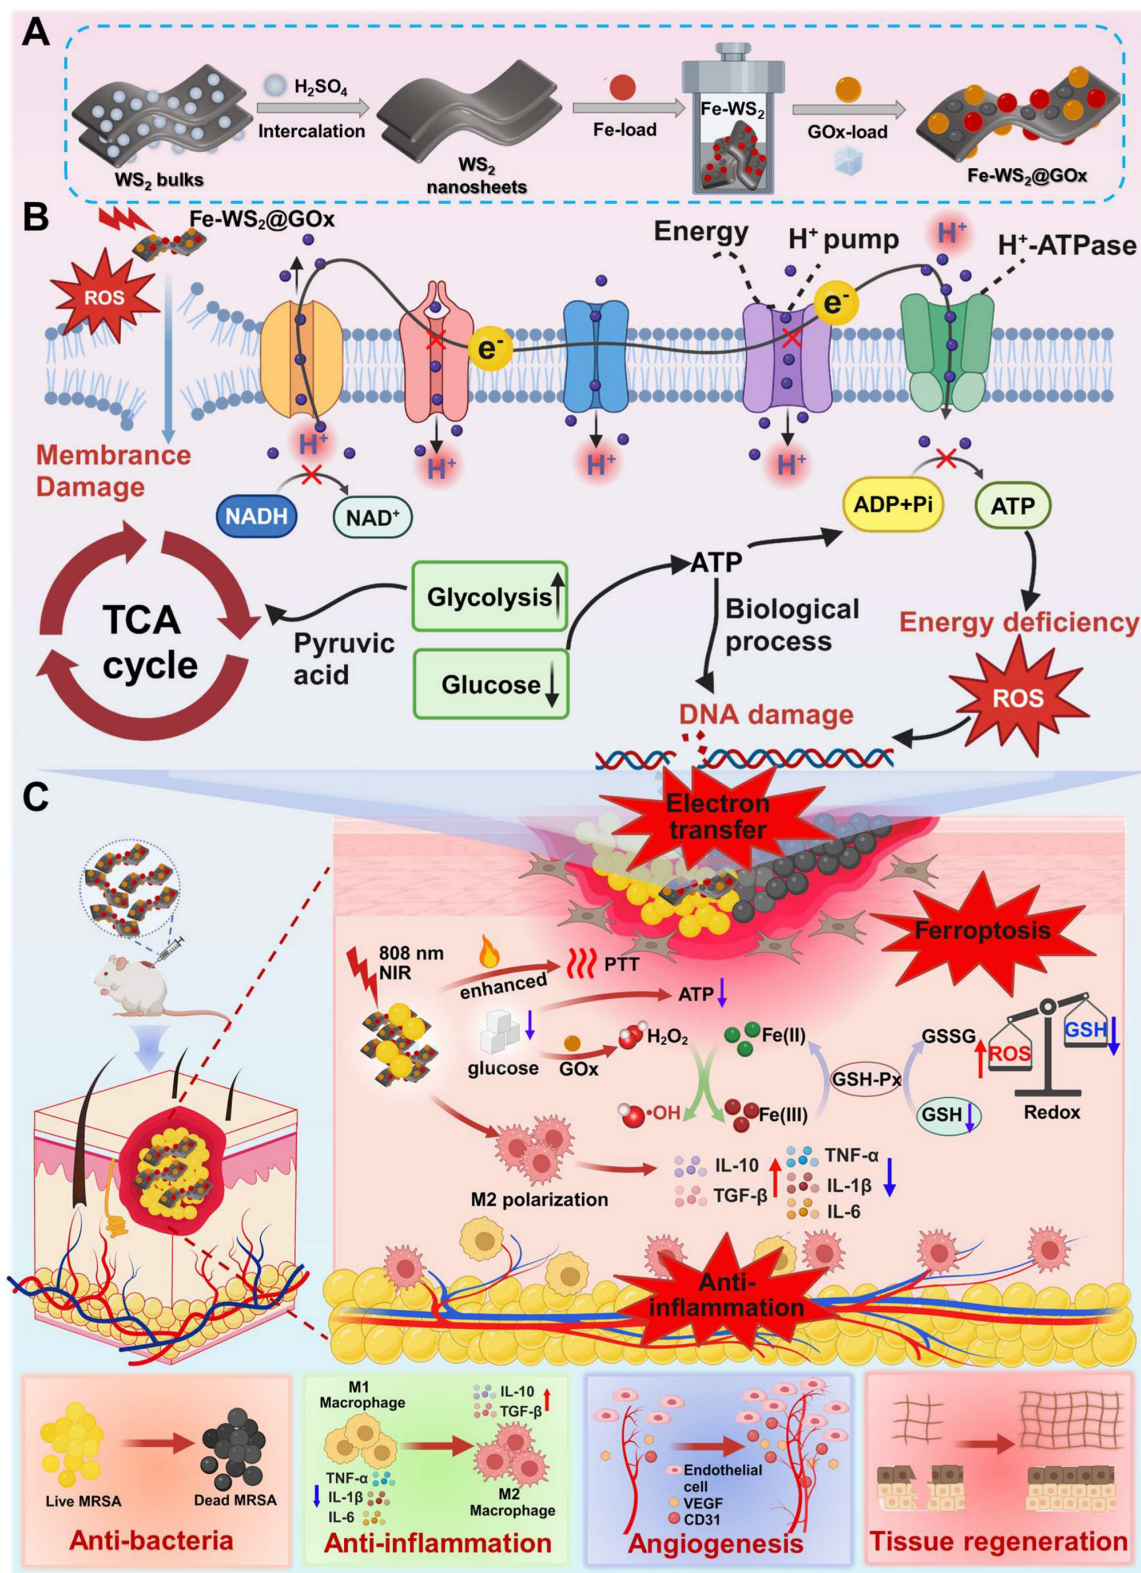 A
H₂SO₄
Intercalation
WS₂ bulks
WS₂
nanosheets
Fe-load
Fe-WS₂
GOx-load
Fe-WS₂@GOx
B
Fe-WS₂@GOx
ROS
Membrance
Damage
H⁺
H⁺
H⁺
H⁺
H⁺
e⁻
e⁻
Energy
H⁺ pump
H⁺-ATPase
NADH
NAD⁺
ADP+Pi
ATP
TCA
cycle
Pyruvic
acid
Glycolysis
Glucose
ATP
Biological
process
Energy deficiency
ROS
DNA damage
C
Electron
transfer
Ferroptosis
808 nm
NIR
enhanced
PTT
ATP
glucose
GOx
H₂O₂
Fe(II)
•OH
Fe(III)
GSH-Px
GSSG
GSH
ROS
GSH
Redox
M2 polarization
IL-10
TGF-β
TNF-α
IL-1β
IL-6
Anti-
inflammation
Live MRSA
Dead MRSA
Anti-bacteria
M1
Macrophage
IL-10
TGF-β
TNF-α
IL-1β
IL-6
M2
Macrophage
Anti-inflammation
Endothelial
cell
VEGF
CD31
Angiogenesis
Tissue regeneration